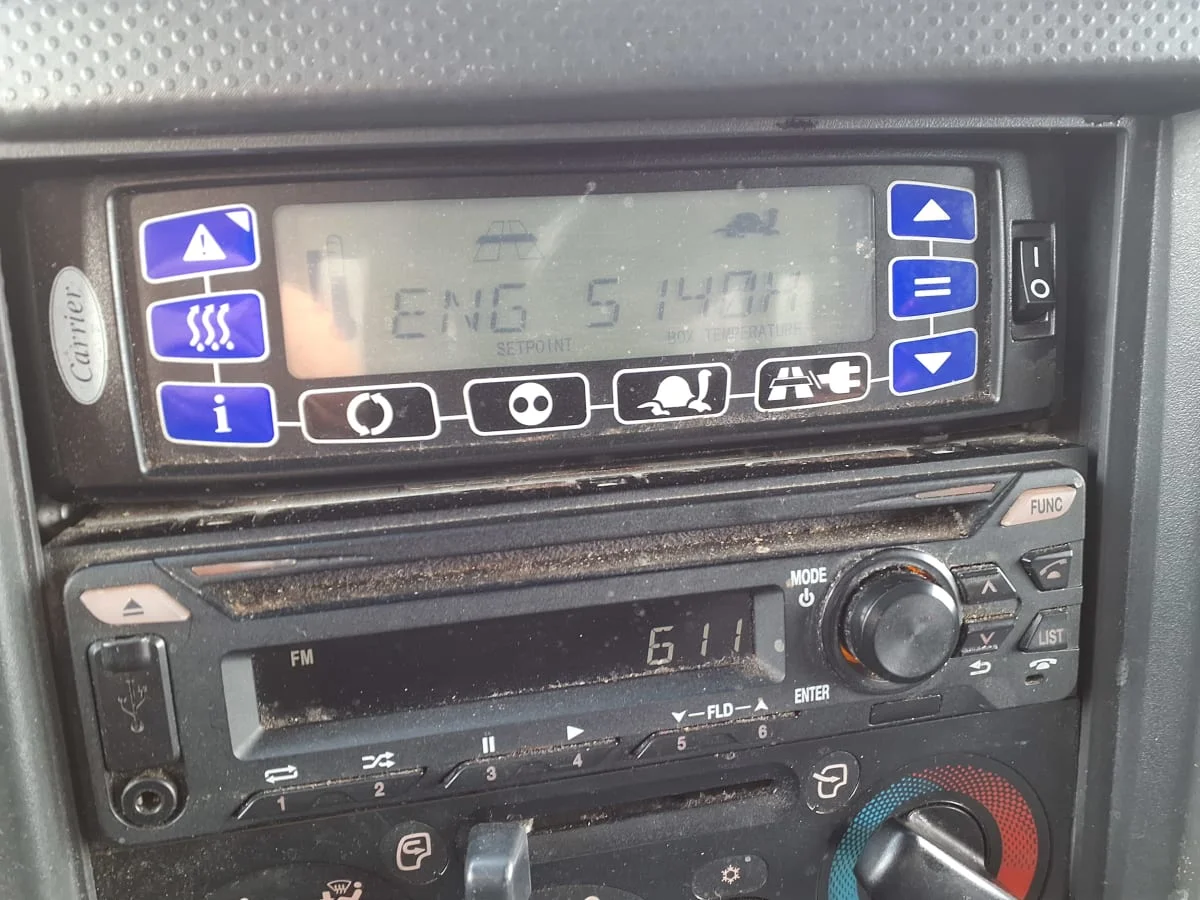 Carrier
ENG 5140H
SETPOINT
BOX TEMPERATURE
i
I
O
FUNC
MODE
FM
611
LIST
ENTER
FLD
1
2
3
4
5
6